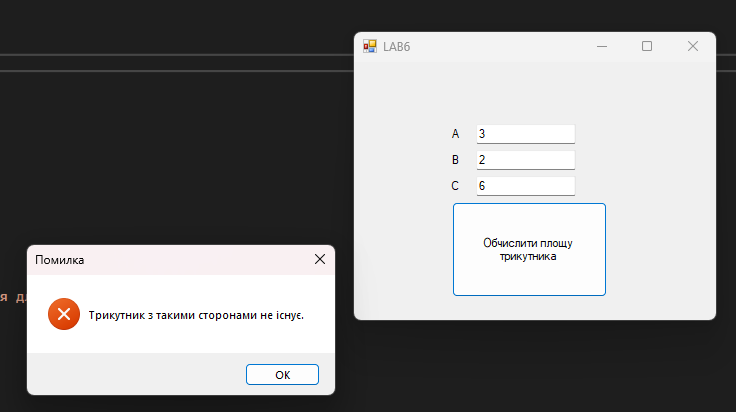 LAB6
A 3
B 2
C 6
Обчислити площу
трикутника
Помилка
я д
Трикутник з такими сторонами не існує.
OK